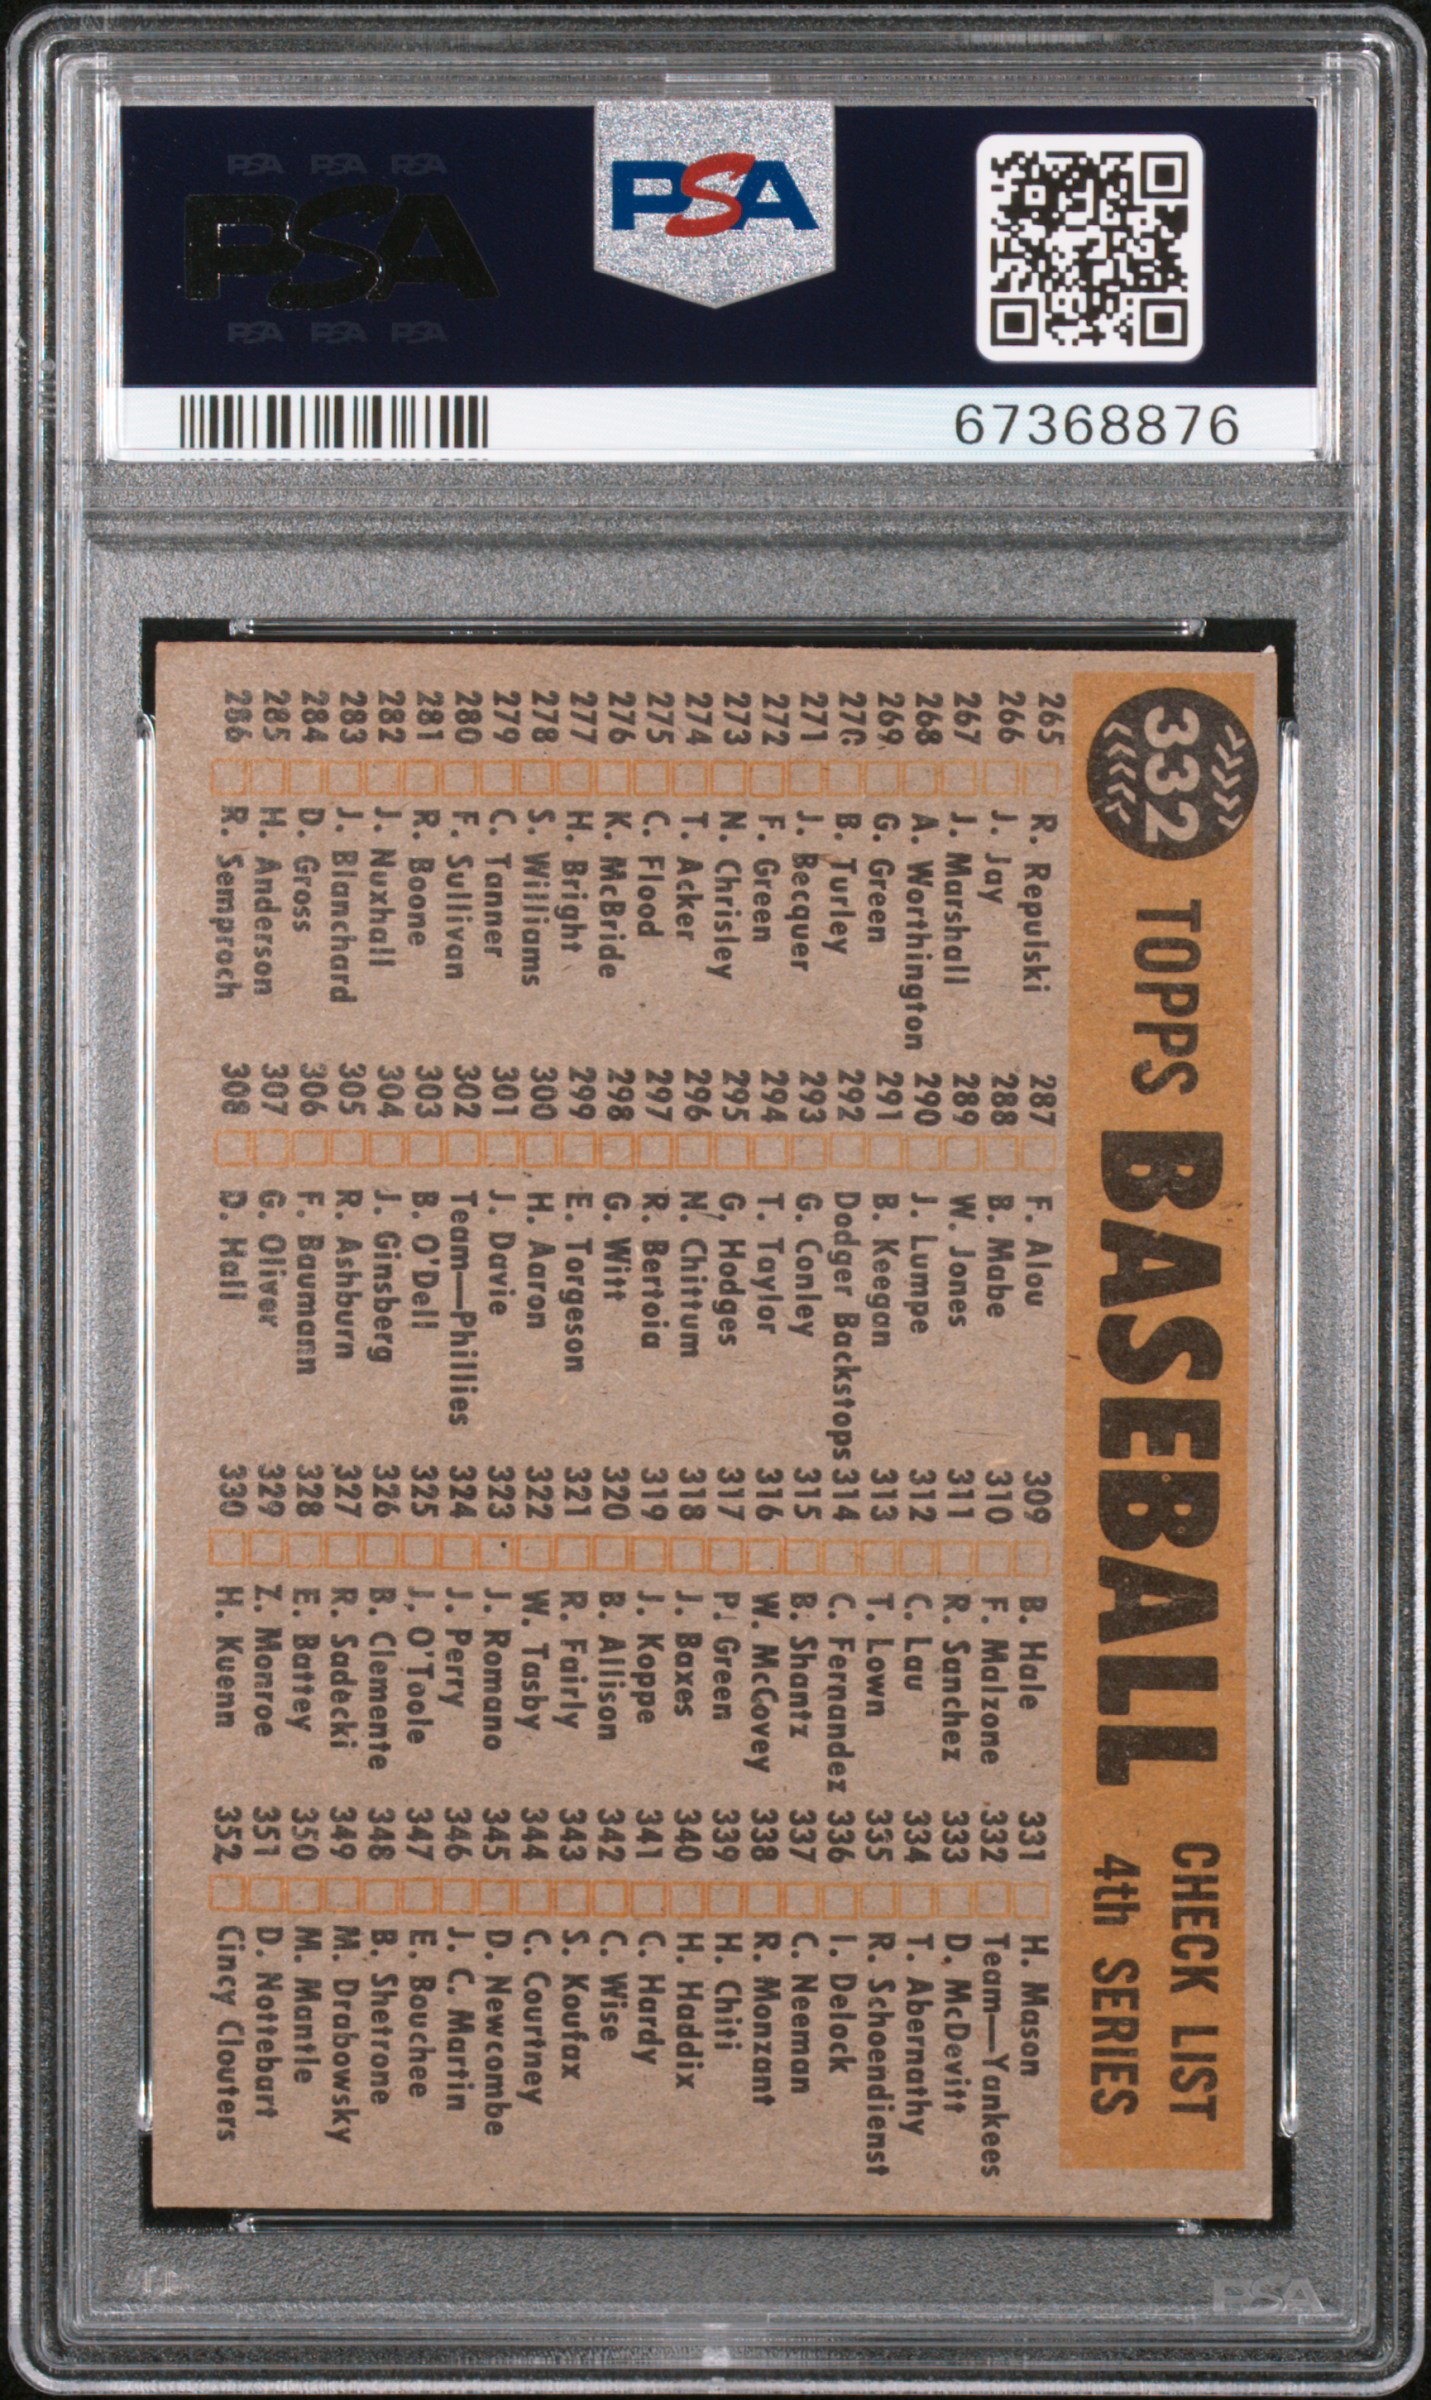 PSA PSA PSA
PSA
PSA PSA PSA
PSA
67368876
332
TOPPS BASEBALL
CHECK LIST
4th SERIES
265 R. Repulski
266 J. Jay
267 J. Marshall
268 A. Worthington
269 G. Green
270 B. Turley
271 J. Becquer
272 F. Green
273 N. Chrisley
274 T. Acker
275 C. Flood
276 K. McBride
277 H. Bright
278 S. Williams
279 C. Tanner
280 F. Sullivan
281 R. Boone
282 J. Nuxhall
283 J. Blanchard
284 D. Gross
285 H. Anderson
286 R. Semproch
287 F. Alou
288 B. Mabe
289 W. Jones
290 J. Lumpe
291 B. Keegan
292 Dodger Backstops
293 G. Conley
294 T. Taylor
295 G. Hodges
296 N. Chittum
297 R. Bertoia
298 G. Witt
299 E. Torgeson
300 H. Aaron
301 J. Davie
302 Team—Phillies
303 B. O'Dell
304 J. Ginsberg
305 R. Ashburn
306 F. Baumann
307 G. Oliver
308 D. Hall
309 B. Hale
310 F. Malzone
311 R. Sanchez
312 C. Lau
313 T. Lown
314 C. Fernandez
315 B. Shantz
316 W. McCovey
317 P. Green
318 J. Baxes
319 J. Koppe
320 B. Allison
321 R. Fairly
322 W. Tasby
323 J. Romano
324 J. Perry
325 J. O'Toole
326 B. Clemente
327 R. Sadecki
328 E. Battey
329 Z. Monroe
330 H. Kuenn
331 H. Mason
332 Team—Yankees
333 D. McDevitt
334 T. Abernathy
335 R. Schoendienst
336 I. Delock
337 C. Neeman
338 R. Monzant
339 H. Chiti
340 H. Haddix
341 C. Hardy
342 C. Wise
343 S. Koufax
344 C. Courtney
345 D. Newcombe
346 J. C. Martin
347 E. Bouchee
348 B. Shetrone
349 M. Drabowsky
350 M. Mantle
351 D. Nottebart
352 Cincy Clouters
PSA